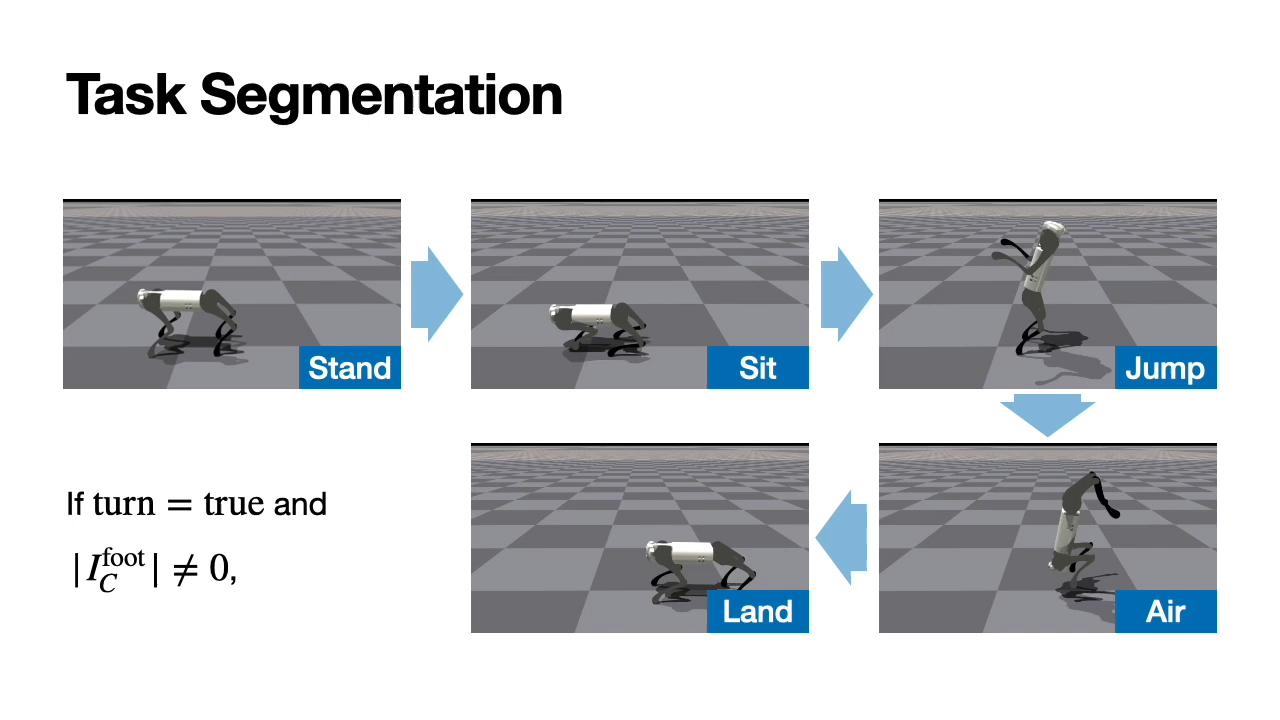 Task Segmentation
Stand
Sit
Jump
If turn = true and
|I_C^foot| ≠ 0,
Land
Air